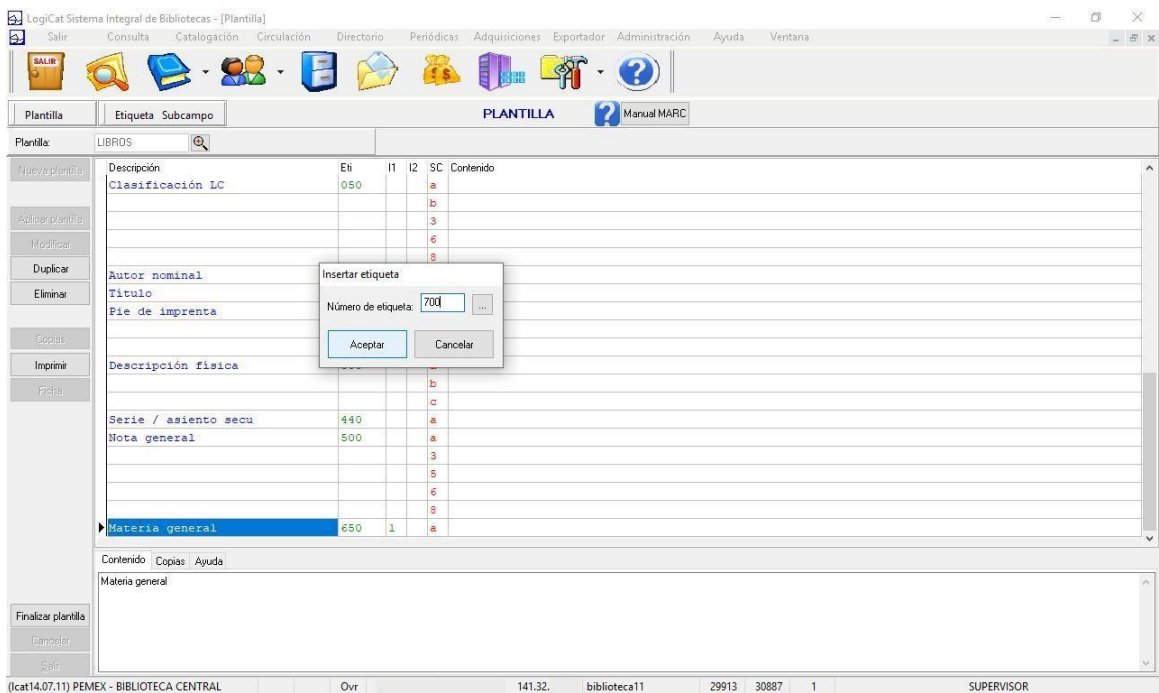 LogiCat Sistema Integral de Bibliotecas - [Plantilla]
Salir Consulta Catalogación Circulación Directorio Periódicas Adquisiciones Exportador Administración Ayuda Ventana
SALIR
Plantilla Etiqueta Subcampo PLANTILLA Manual MARC
Plantilla: LIBROS
Nueva plantilla
Aplicar plantilla
Modificar
Duplicar
Eliminar
Copias
Imprimir
Ficha
Descripción Eti I1 I2 SC Contenido
Clasificación LC 050 a
b
3
6
8
Autor nominal
Título
Pie de imprenta
Descripción física
b
c
Serie / asiento secu 440 a
Nota general 500 a
3
5
6
8
Materia general 650 1 a
Insertar etiqueta
Número de etiqueta: 700 ...
Aceptar Cancelar
Contenido Copias Ayuda
Materia general
Finalizar plantilla
Cancelar
Salir
(lcat14.07.11) PEMEX - BIBLIOTECA CENTRAL Ovr 141.32. biblioteca11 29913 30887 1 SUPERVISOR